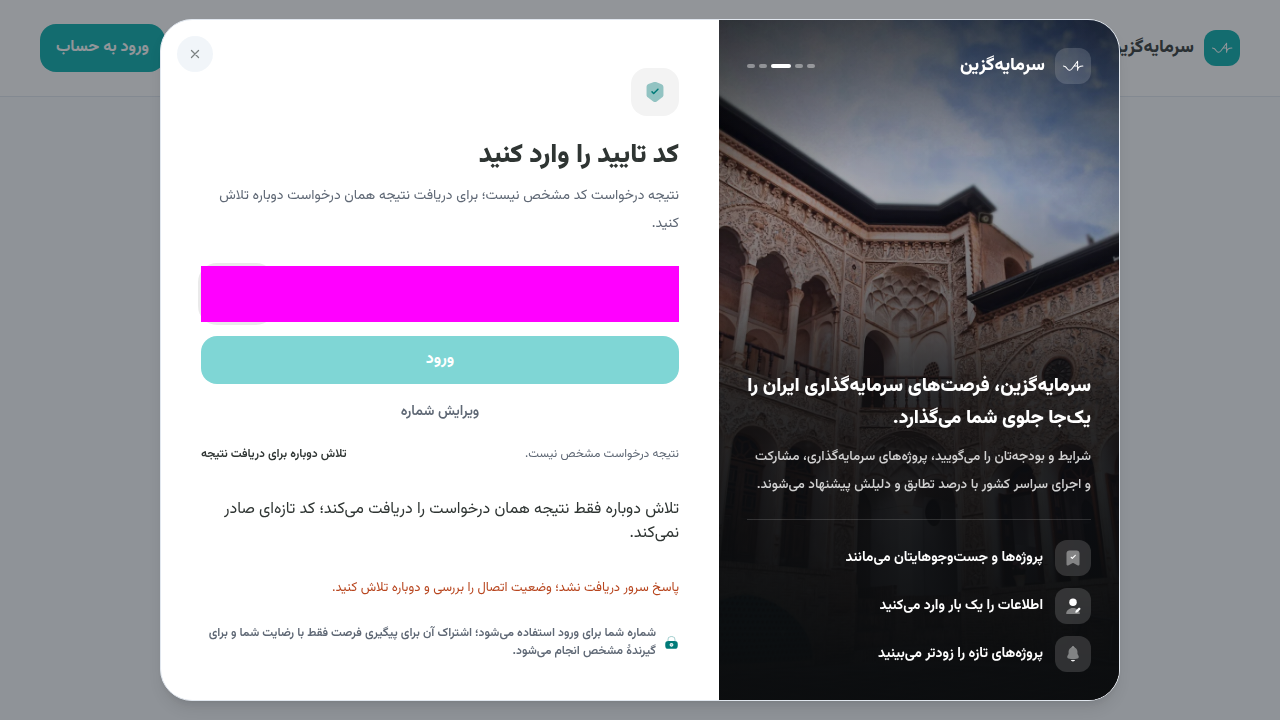 سرمایه‌گزین
ورود به حساب
سرمایه‌گزین
سرمایه‌گزین، فرصت‌های سرمایه‌گذاری ایران را
یک‌جا جلوی شما می‌گذارد.
شرایط و بودجه‌تان را می‌گویید، پروژه‌های سرمایه‌گذاری، مشارکت
و اجرای سراسر کشور با درصد تطابق و دلیلش پیشنهاد می‌شوند.
پروژه‌ها و جست‌وجوهایتان می‌مانند
اطلاعات را یک بار وارد می‌کنید
پروژه‌های تازه را زودتر می‌بینید
کد تایید را وارد کنید
نتیجه درخواست کد مشخص نیست؛ برای دریافت نتیجه همان درخواست دوباره تلاش
کنید.
ورود
ویرایش شماره
نتیجه درخواست مشخص نیست.
تلاش دوباره برای دریافت نتیجه
تلاش دوباره فقط نتیجه همان درخواست را دریافت می‌کند؛ کد تازه‌ای صادر
نمی‌کند.
پاسخ سرور دریافت نشد؛ وضعیت اتصال را بررسی و دوباره تلاش کنید.
شماره شما برای ورود استفاده می‌شود؛ اشتراک آن برای پیگیری فرصت فقط با رضایت شما و برای
گیرندهٔ مشخص انجام می‌شود.